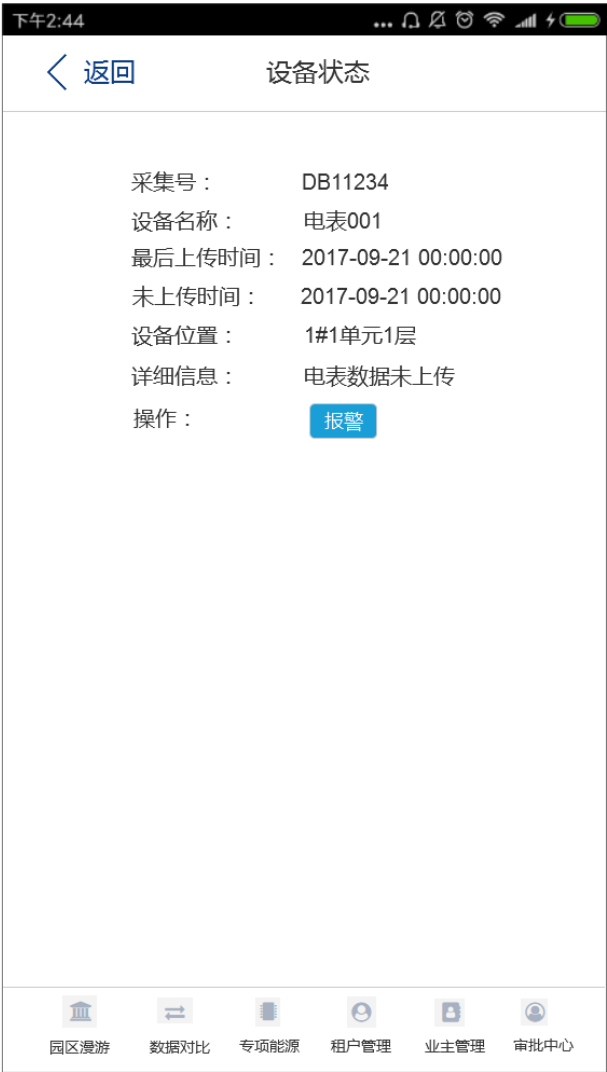 下午2:44
返回 设备状态
采集号： DB11234
设备名称： 电表001
最后上传时间： 2017-09-21 00:00:00
未上传时间： 2017-09-21 00:00:00
设备位置： 1#1单元1层
详细信息： 电表数据未上传
操作： 报警
园区漫游 数据对比 专项能源 租户管理 业主管理 审批中心